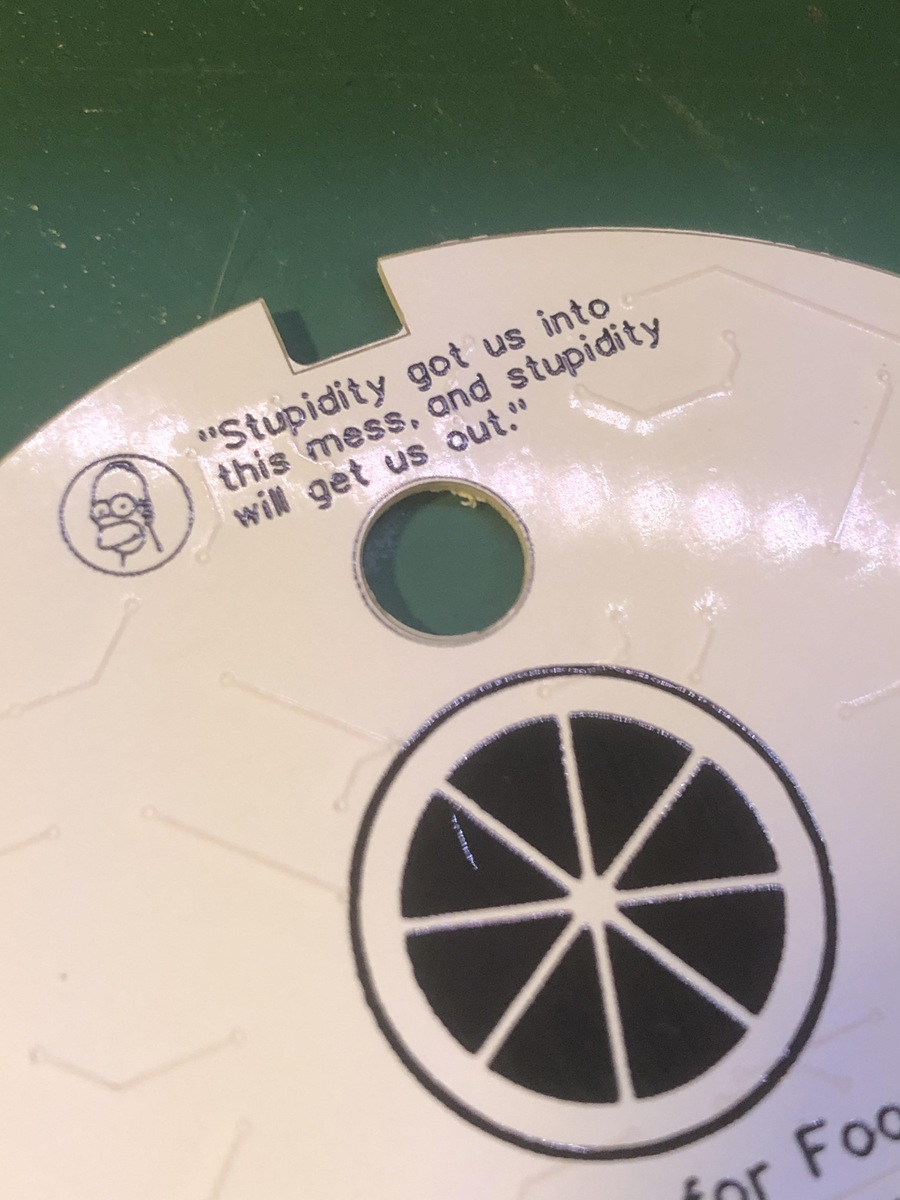 "Stupidity got us into
this mess, and stupidity
will get us out."
for Foo